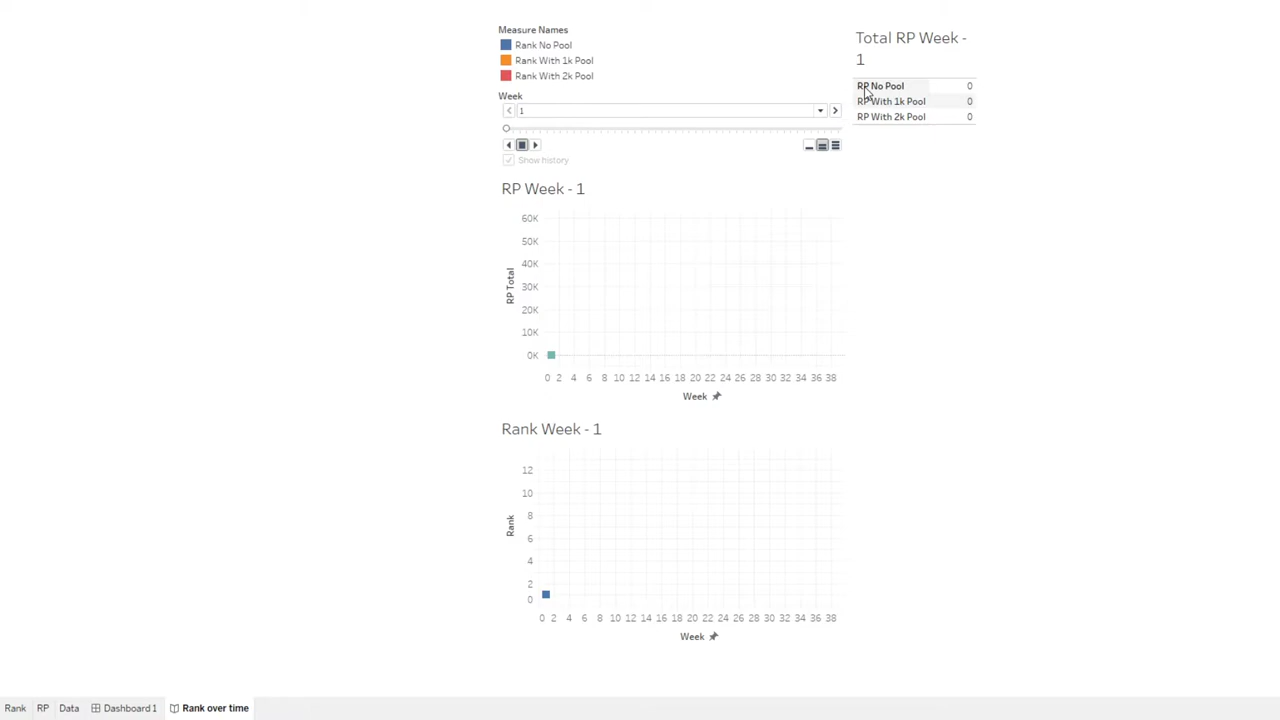 Measure Names
Rank No Pool
Rank With 1k Pool
Rank With 2k Pool
Week
1
Show history
Total RP Week -
1
RP No Pool 0
RP With 1k Pool 0
RP With 2k Pool 0
RP Week - 1
60K
50K
40K
30K
20K
10K
0K
RP Total
0 2 4 6 8 10 12 14 16 18 20 22 24 26 28 30 32 34 36 38
Week
Rank Week - 1
12
10
8
6
4
2
0
Rank
0 2 4 6 8 10 12 14 16 18 20 22 24 26 28 30 32 34 36 38
Week
Rank RP Data Dashboard 1 Rank over time